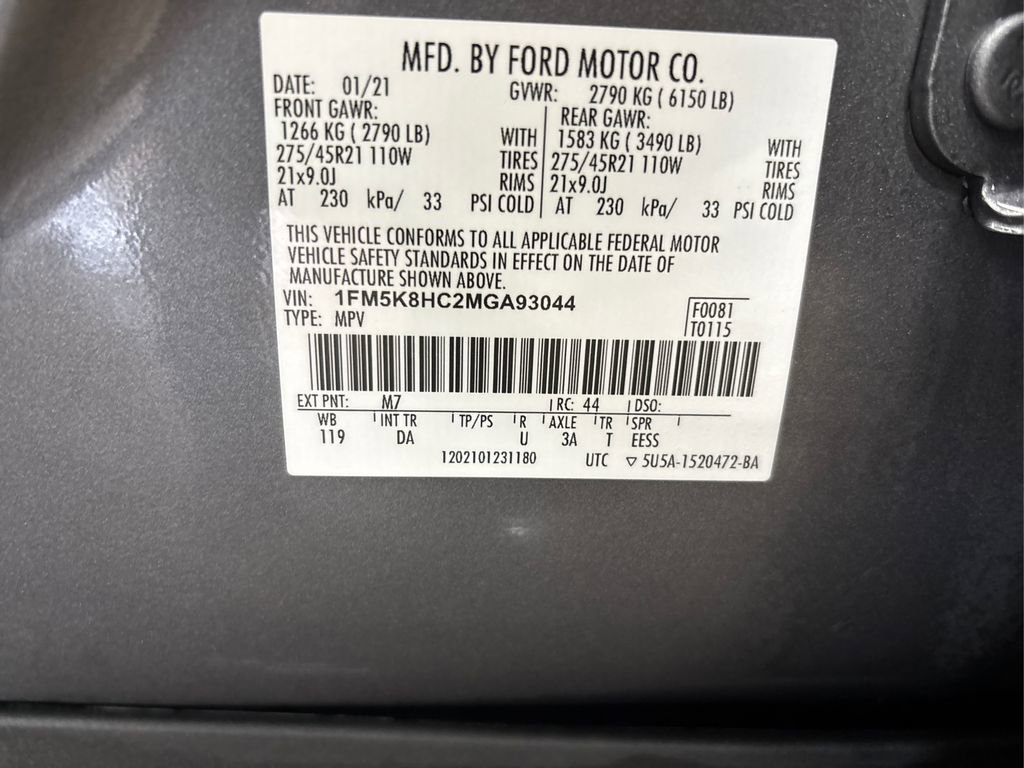 MFD. BY FORD MOTOR CO.
DATE: 01/21 GVWR: 2790 KG ( 6150 LB)
FRONT GAWR: REAR GAWR:
1266 KG ( 2790 LB) WITH 1583 KG ( 3490 LB) WITH
275/45R21 110W TIRES 275/45R21 110W TIRES
21x9.0J RIMS 21x9.0J RIMS
AT 230 kPa/ 33 PSI COLD AT 230 kPa/ 33 PSI COLD
THIS VEHICLE CONFORMS TO ALL APPLICABLE FEDERAL MOTOR
VEHICLE SAFETY STANDARDS IN EFFECT ON THE DATE OF
MANUFACTURE SHOWN ABOVE.
VIN: 1FM5K8HC2MGA93044 F0081
TYPE: MPV T0115
EXT PNT: M7 RC: 44 DSO:
WB INT TR TP/PS R AXLE TR SPR
119 DA U 3A T EESS
1202101231180 UTC ▽ 5U5A-1520472-BA